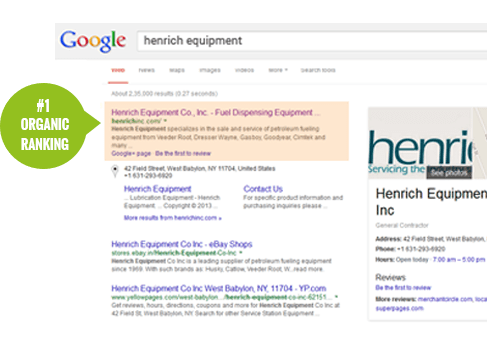 Google
henrich equipment
Web News Maps Images Videos More Search tools
About 2,35,000 results (0.27 seconds)
#1
ORGANIC
RANKING
Henrich Equipment Co., Inc. - Fuel Dispensing Equipment ...
henrichinc.com/
Henrich Equipment specializes in the sale and service of petroleum fueling
equipment from Veeder Root, Dresser Wayne, Gasboy, Goodyear, Cimtek and
many ...
Google+ page · Be the first to review
42 Field Street, West Babylon, NY 11704, United States
+1 631-293-6920
Henrich Equipment
... Lubrication Equipment - Henrich
Equipment. ... Copyright © 2013 ...
Contact Us
For specific product information and
purchasing inquiries please ...
More results from henrichinc.com »
Henrich Equipment Co Inc - eBay Shops
stores.ebay.in/Henrich-Equipment-Co-Inc
Henrich Equipment Co Inc is a leading supplier of petroleum fueling equipment
since 1969. With such brands as: Husky, Catlow, Veeder Root, W...read more.
Henrich Equipment Co Inc West Babylon, NY, 11704 - YP.com
www.yellowpages.com/west-babylon.../henrich-equipment-co-inc-62151...
Get reviews, hours, directions, coupons and more for Henrich Equipment Co Inc at
42 Field St, West Babylon, NY. Search for other Service Station Equipment ...
henri
Servicing the
See photos
Henrich Equipmen
Inc
General Contractor
Address: 42 Field Street, West Babylon,
Phone: +1 631-293-6920
Hours: Open today · 7:00 am – 5:00 pm
Reviews
Be the first to review
More reviews: merchantcircle.com, loca
superpages.com